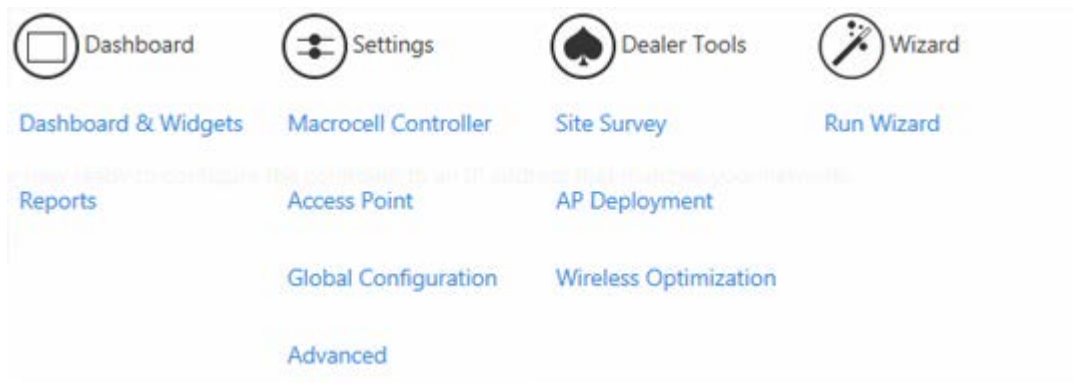 Dashboard Settings Dealer Tools Wizard
Dashboard & Widgets Macrocell Controller Site Survey Run Wizard
Reports Access Point AP Deployment
Global Configuration Wireless Optimization
Advanced